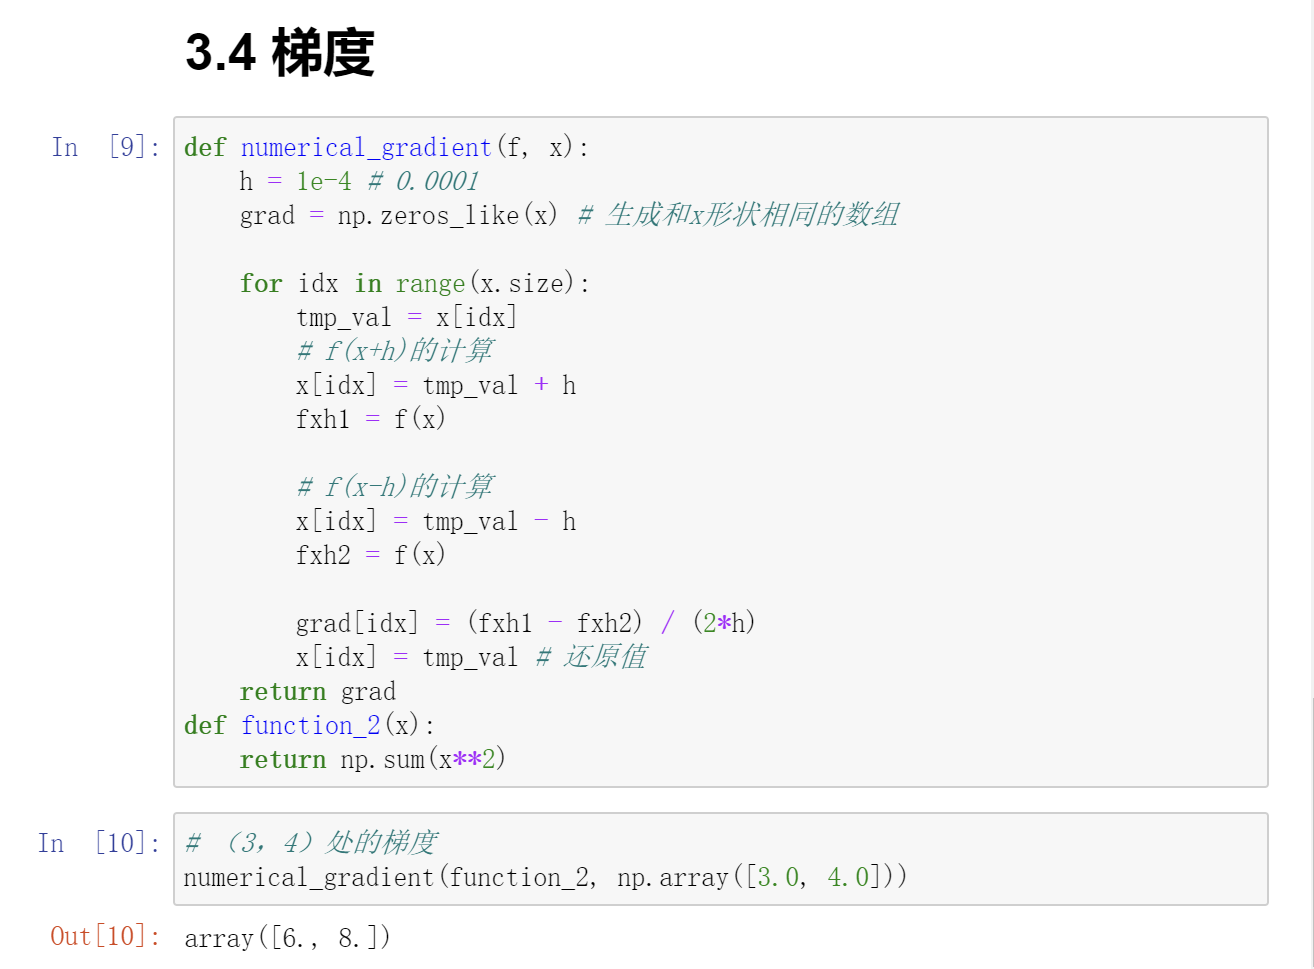 3.4 梯度
In [9]:
def numerical_gradient(f, x):
    h = 1e-4 # 0.0001
    grad = np.zeros_like(x) # 生成和x形状相同的数组

    for idx in range(x.size):
        tmp_val = x[idx]
        # f(x+h)的计算
        x[idx] = tmp_val + h
        fxh1 = f(x)

        # f(x-h)的计算
        x[idx] = tmp_val - h
        fxh2 = f(x)

        grad[idx] = (fxh1 - fxh2) / (2*h)
        x[idx] = tmp_val # 还原值
    return grad
def function_2(x):
    return np.sum(x**2)
In [10]:
# （3，4）处的梯度
numerical_gradient(function_2, np.array([3.0, 4.0]))
Out[10]:
array([6., 8.])